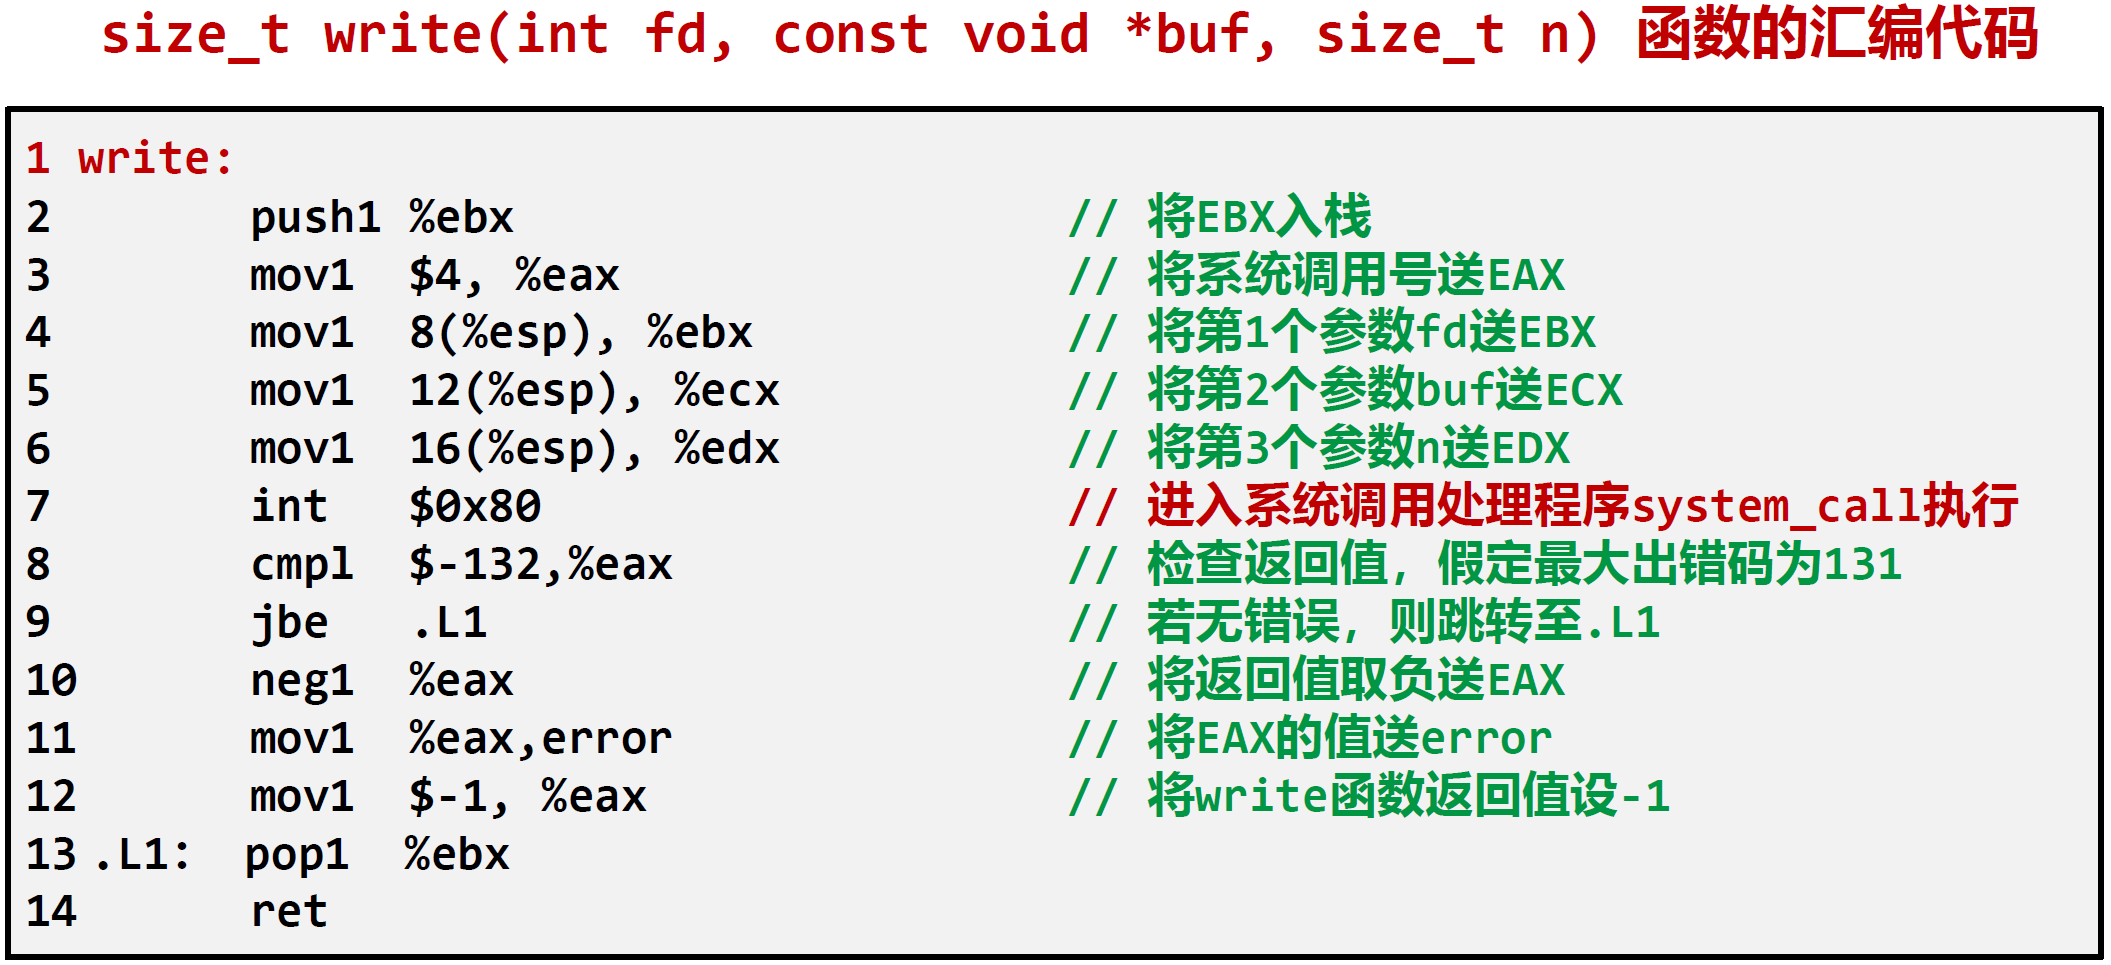 size_t write(int fd, const void *buf, size_t n) 函数的汇编代码
1 write:
2 push1 %ebx // 将EBX入栈
3 mov1 $4, %eax // 将系统调用号送EAX
4 mov1 8(%esp), %ebx // 将第1个参数fd送EBX
5 mov1 12(%esp), %ecx // 将第2个参数buf送ECX
6 mov1 16(%esp), %edx // 将第3个参数n送EDX
7 int $0x80 // 进入系统调用处理程序system_call执行
8 cmpl $-132,%eax // 检查返回值，假定最大出错码为131
9 jbe .L1 // 若无错误，则跳转至.L1
10 neg1 %eax // 将返回值取负送EAX
11 mov1 %eax,error // 将EAX的值送error
12 mov1 $-1, %eax // 将write函数返回值设-1
13 .L1: pop1 %ebx
14 ret